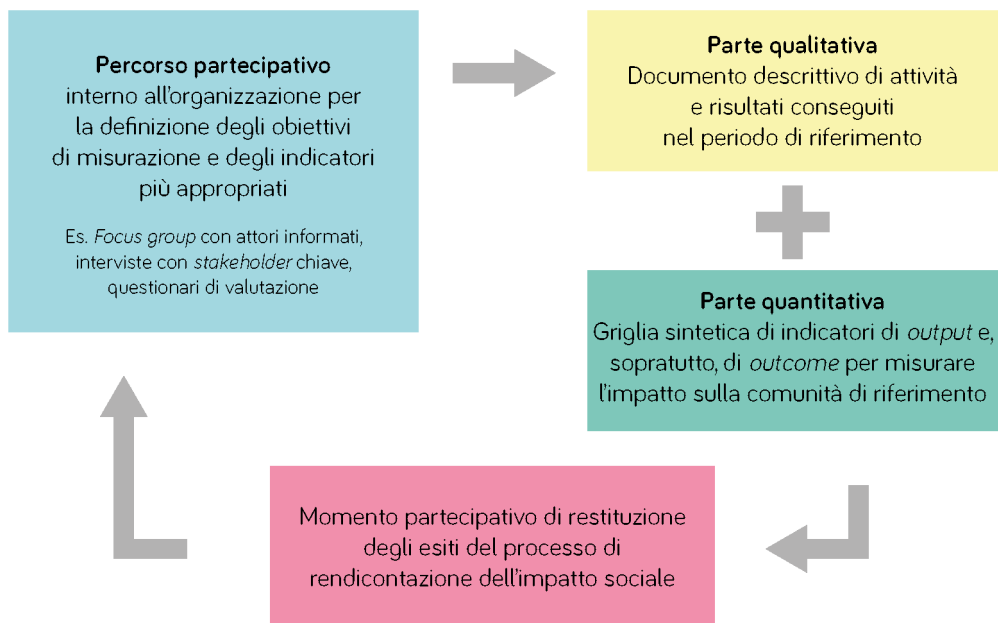 Percorso partecipativo
interno all'organizzazione per
la definizione degli obiettivi
di misurazione e degli indicatori
più appropriati
Es. Focus group con attori informati,
interviste con stakeholder chiave,
questionari di valutazione
Parte qualitativa
Documento descrittivo di attività
e risultati conseguiti
nel periodo di riferimento
Parte quantitativa
Griglia sintetica di indicatori di output e,
sopratutto, di outcome per misurare
l'impatto sulla comunità di riferimento
Momento partecipativo di restituzione
degli esiti del processo di
rendicontazione dell'impatto sociale